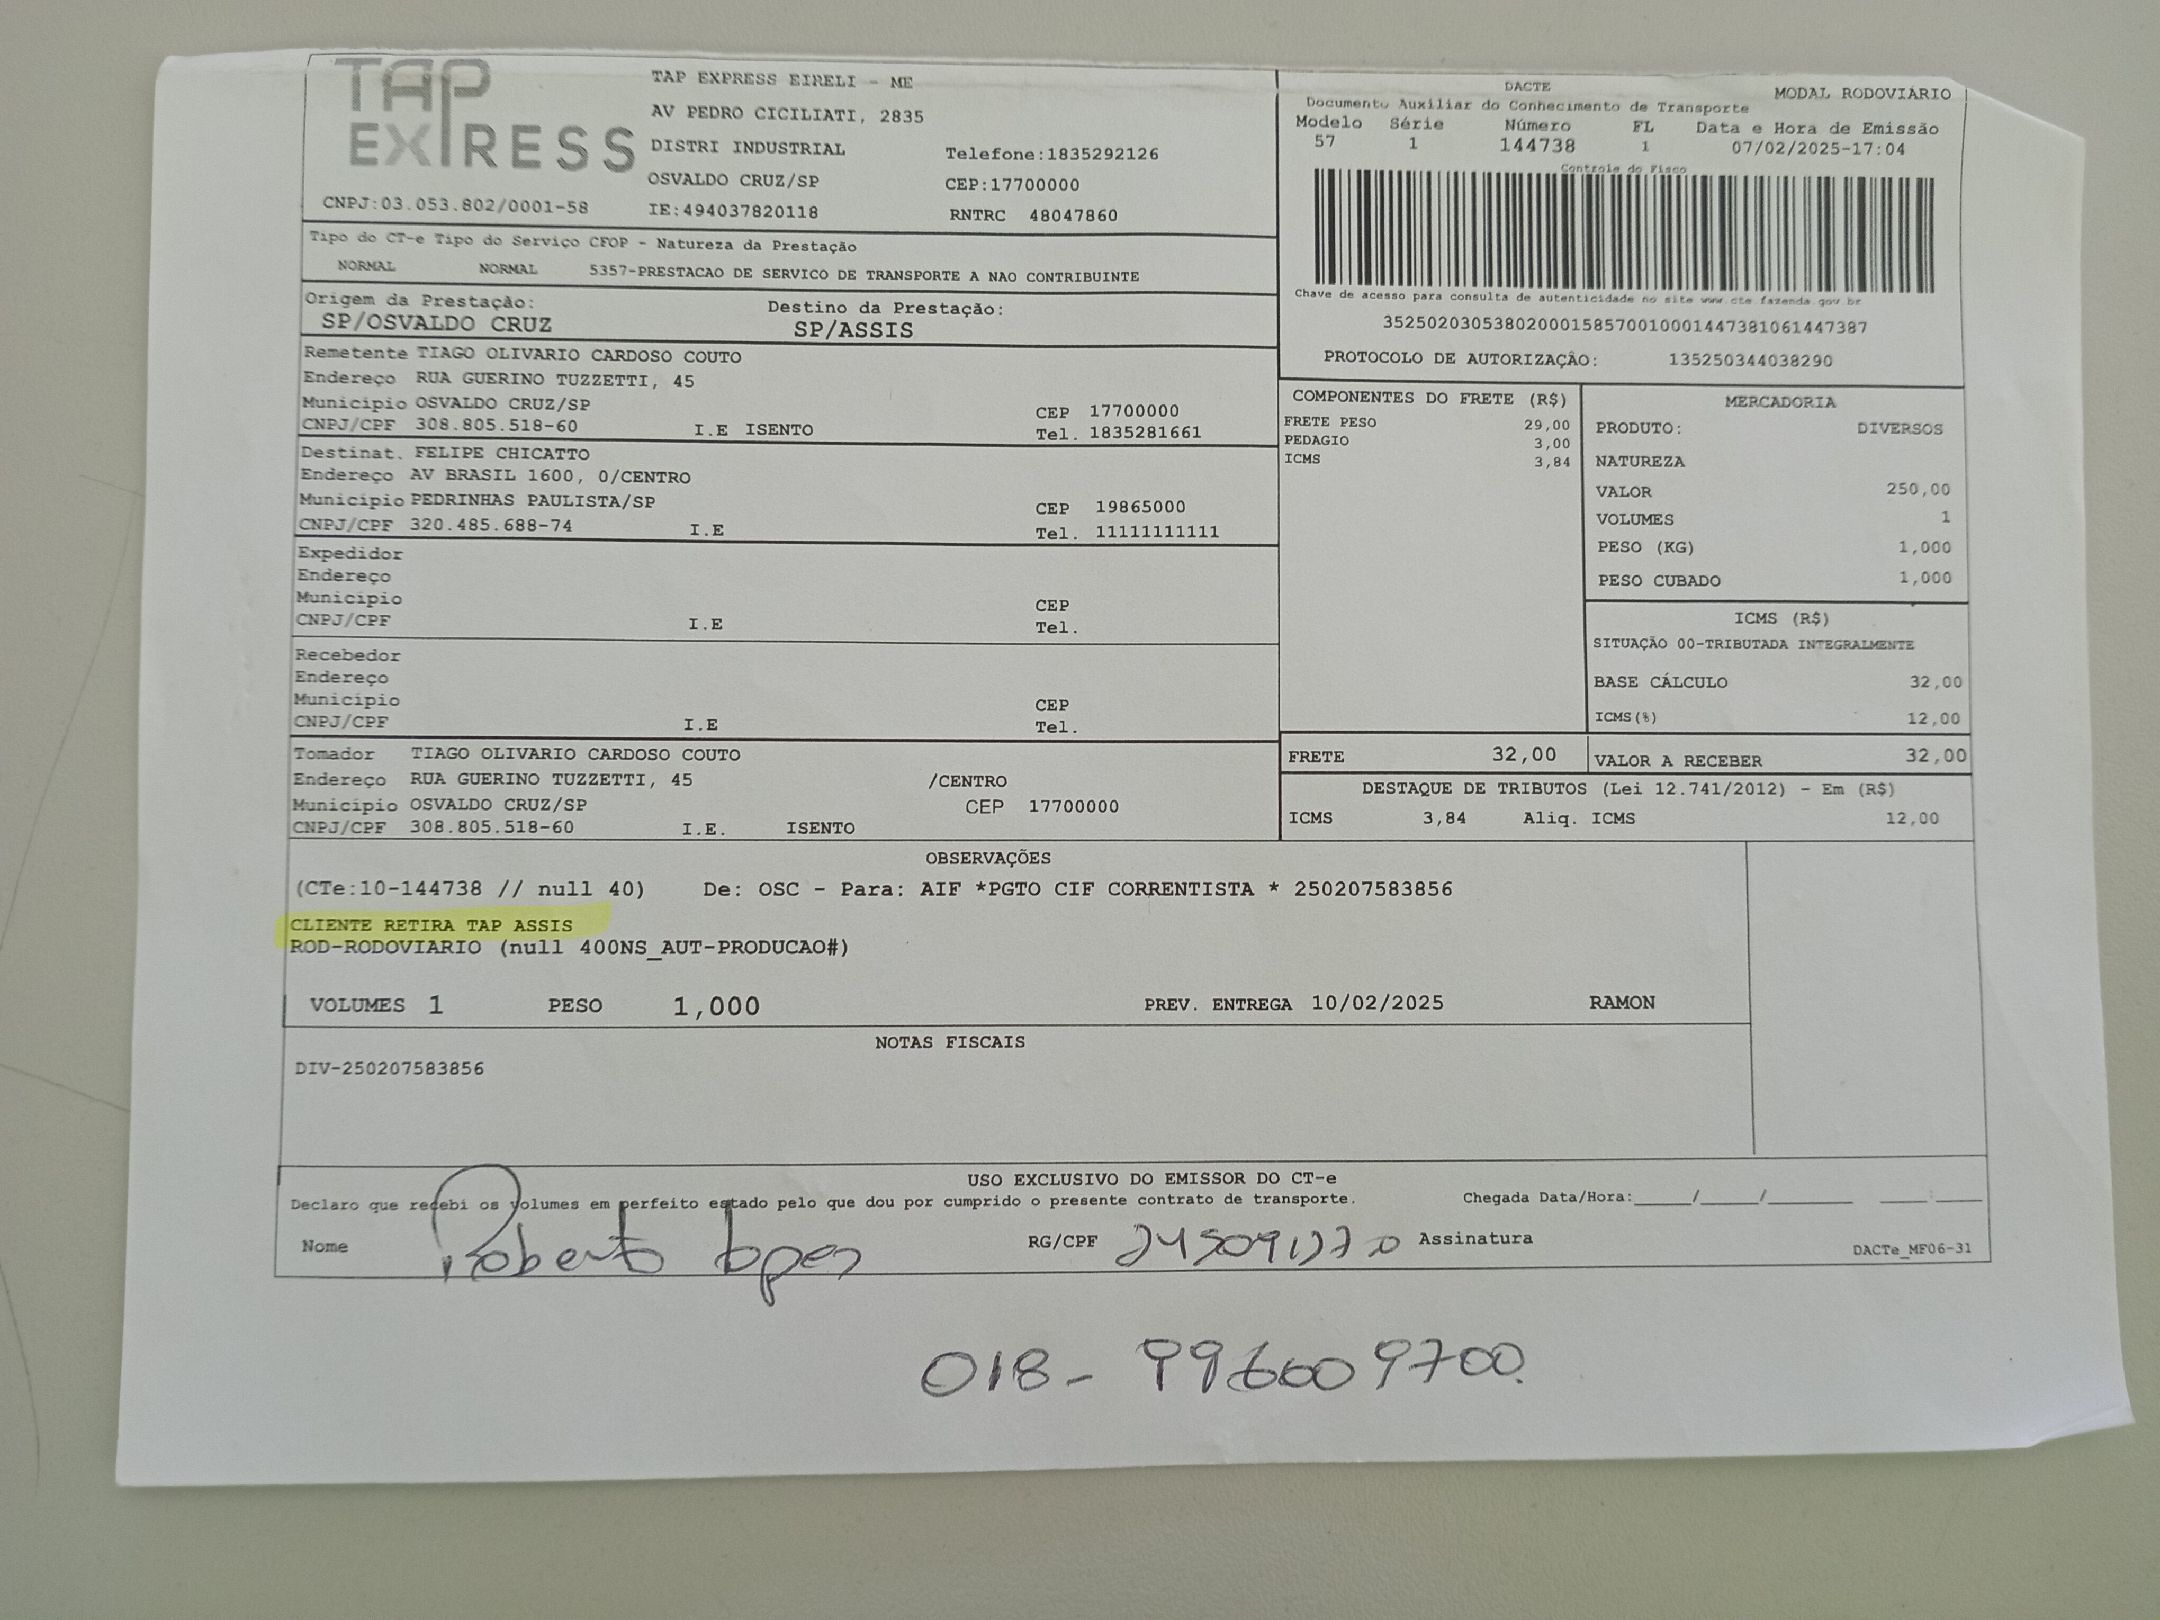 TAP EXPRESS
TAP EXPRESS EIRELI - ME
AV PEDRO CICILIATI, 2835
DISTRI INDUSTRIAL Telefone:1835292126
OSVALDO CRUZ/SP CEP:17700000
CNPJ:03.053.802/0001-58 IE:494037820118 RNTRC 48047860
DACTE MODAL RODOVIÁRIO
Documento Auxiliar do Conhecimento de Transporte
Modelo Série Número FL Data e Hora de Emissão
57 1 144738 1 07/02/2025-17:04
Controle do Fisco
Chave de acesso para consulta de autenticidade no site www.cte.fazenda.gov.br
35250203053802000158570010001447381061447387
PROTOCOLO DE AUTORIZAÇÃO: 135250344038290
Tipo do CT-e Tipo do Serviço CFOP - Natureza da Prestação
NORMAL NORMAL 5357-PRESTACAO DE SERVICO DE TRANSPORTE A NAO CONTRIBUINTE
Origem da Prestação: Destino da Prestação:
SP/OSVALDO CRUZ SP/ASSIS
Remetente TIAGO OLIVARIO CARDOSO COUTO
Endereço RUA GUERINO TUZZETTI, 45
Município OSVALDO CRUZ/SP CEP 17700000
CNPJ/CPF 308.805.518-60 I.E ISENTO Tel. 1835281661
Destinat. FELIPE CHICATTO
Endereço AV BRASIL 1600, 0/CENTRO
Município PEDRINHAS PAULISTA/SP CEP 19865000
CNPJ/CPF 320.485.688-74 I.E Tel. 11111111111
Expedidor
Endereço
Município CEP
CNPJ/CPF I.E Tel.
Recebedor
Endereço
Município CEP
CNPJ/CPF I.E Tel.
Tomador TIAGO OLIVARIO CARDOSO COUTO
Endereço RUA GUERINO TUZZETTI, 45 /CENTRO
Município OSVALDO CRUZ/SP CEP 17700000
CNPJ/CPF 308.805.518-60 I.E. ISENTO
COMPONENTES DO FRETE (R$)
FRETE PESO 29,00
PEDAGIO 3,00
ICMS 3,84
MERCADORIA
PRODUTO: DIVERSOS
NATUREZA
VALOR 250,00
VOLUMES 1
PESO (KG) 1,000
PESO CUBADO 1,000
ICMS (R$)
SITUAÇÃO 00-TRIBUTADA INTEGRALMENTE
BASE CÁLCULO 32,00
ICMS(%) 12,00
FRETE 32,00 VALOR A RECEBER 32,00
DESTAQUE DE TRIBUTOS (Lei 12.741/2012) - Em (R$)
ICMS 3,84 Aliq. ICMS 12,00
OBSERVAÇÕES
(CTe:10-144738 // null 40) De: OSC - Para: AIF *PGTO CIF CORRENTISTA * 250207583856
CLIENTE RETIRA TAP ASSIS
ROD-RODOVIARIO (null 400NS_AUT-PRODUCAO#)
VOLUMES 1 PESO 1,000 PREV. ENTREGA 10/02/2025 RAMON
NOTAS FISCAIS
DIV-250207583856
USO EXCLUSIVO DO EMISSOR DO CT-e
Declaro que recebi os volumes em perfeito estado pelo que dou por cumprido o presente contrato de transporte. Chegada Data/Hora:____/____/______ ___:___
Nome Roberto Lopes RG/CPF Assinatura
DACTe_MF06-31
018-996009700